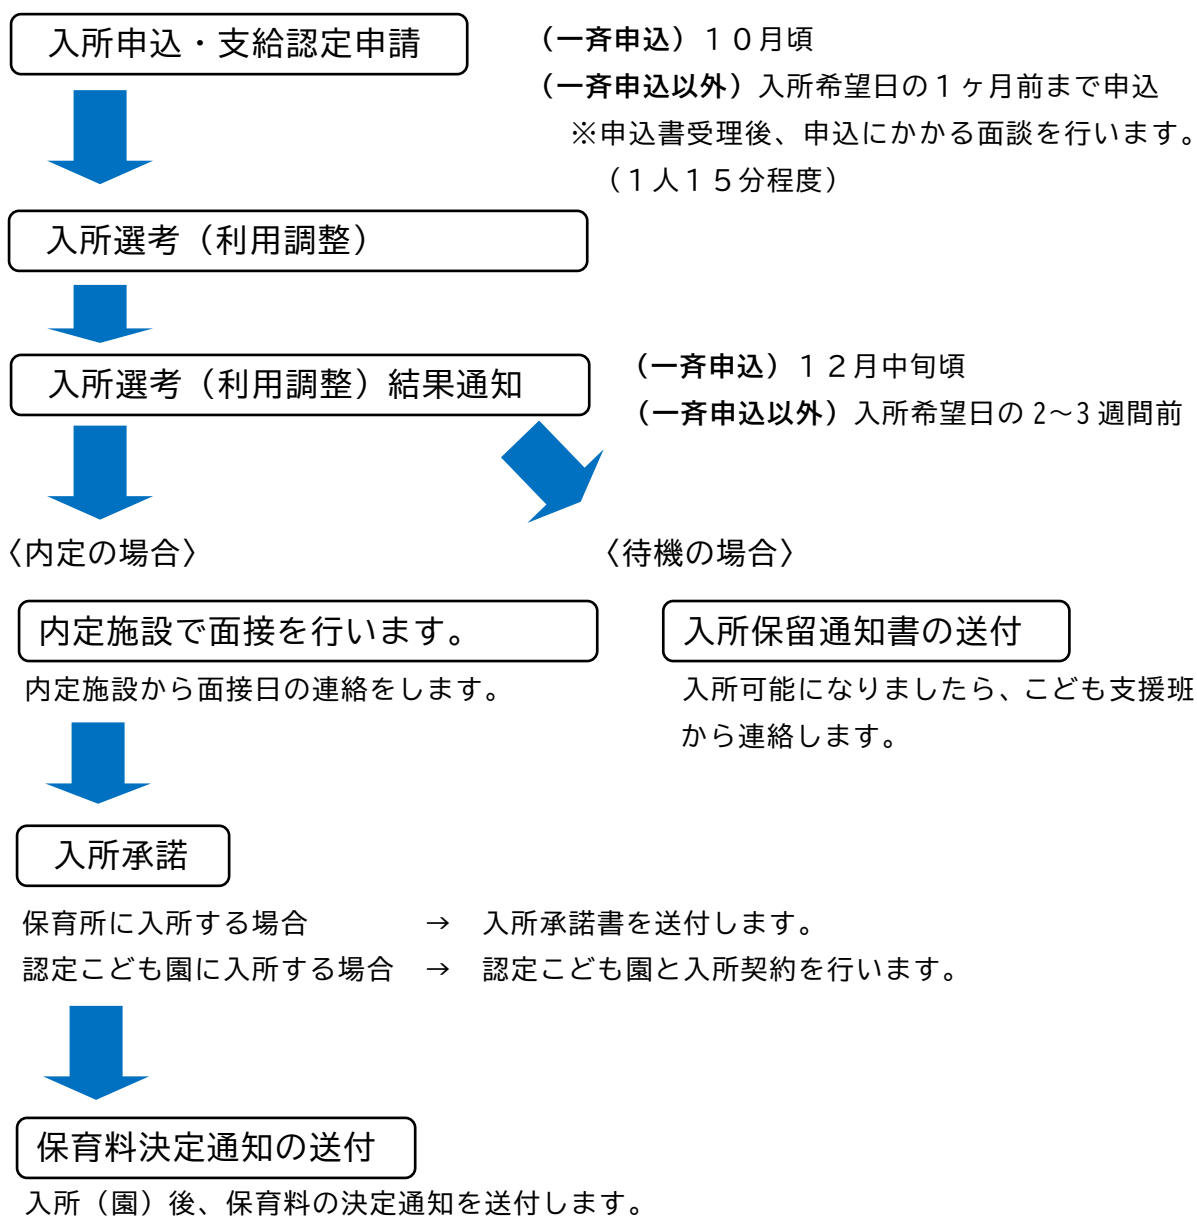 入所申込・支給認定申請
（一斉申込）１０月頃
（一斉申込以外）入所希望日の１ヶ月前まで申込
※申込書受理後、申込にかかる面談を行います。
（１人１５分程度）
入所選考（利用調整）
入所選考（利用調整）結果通知
（一斉申込）１２月中旬頃
（一斉申込以外）入所希望日の 2～3 週間前
〈内定の場合〉
〈待機の場合〉
内定施設で面接を行います。
内定施設から面接日の連絡をします。
入所保留通知書の送付
入所可能になりましたら、こども支援班
から連絡します。
入所承諾
保育所に入所する場合 → 入所承諾書を送付します。
認定こども園に入所する場合 → 認定こども園と入所契約を行います。
保育料決定通知の送付
入所（園）後、保育料の決定通知を送付します。